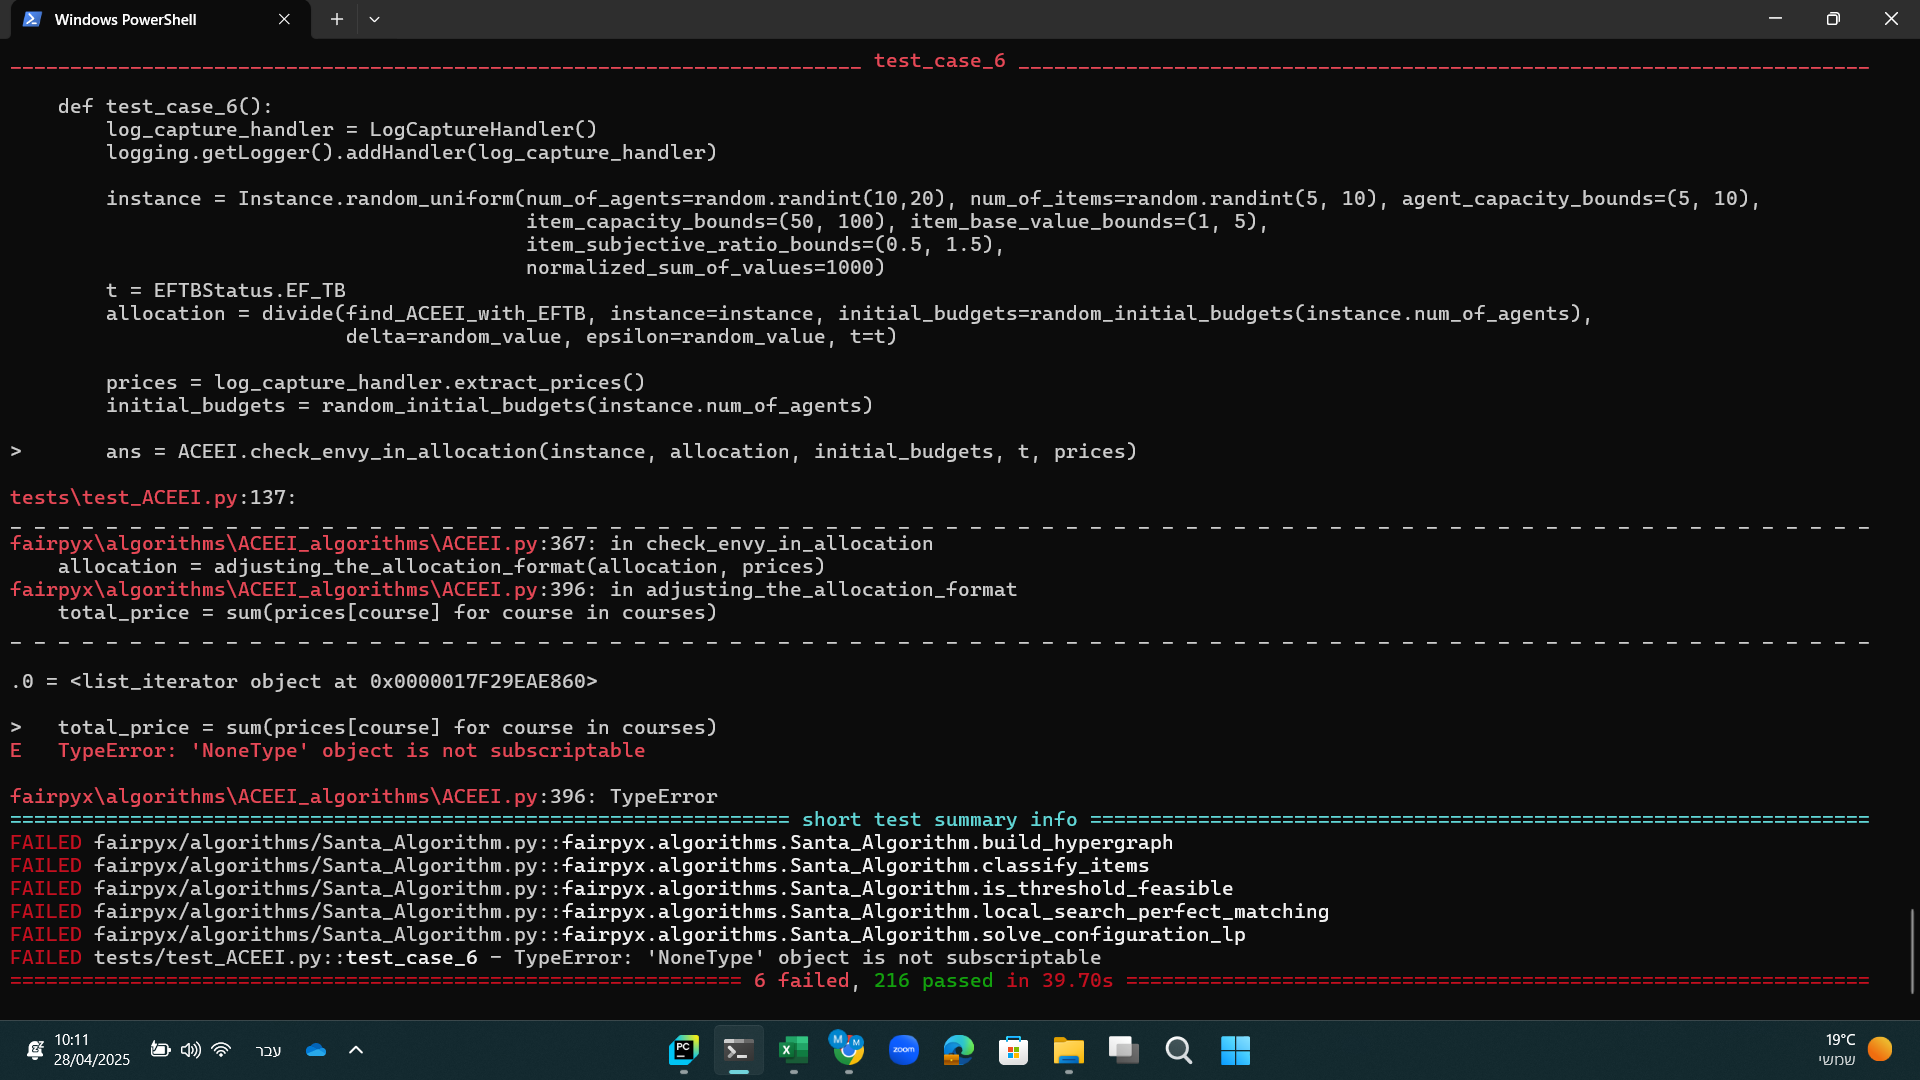 Windows PowerShell
_______________________________________________________________________ test_case_6 _______________________________________________________________________
def test_case_6():
log_capture_handler = LogCaptureHandler()
logging.getLogger().addHandler(log_capture_handler)
instance = Instance.random_uniform(num_of_agents=random.randint(10,20), num_of_items=random.randint(5, 10), agent_capacity_bounds=(5, 10),
item_capacity_bounds=(50, 100), item_base_value_bounds=(1, 5),
item_subjective_ratio_bounds=(0.5, 1.5),
normalized_sum_of_values=1000)
t = EFTBStatus.EF_TB
allocation = divide(find_ACEEI_with_EFTB, instance=instance, initial_budgets=random_initial_budgets(instance.num_of_agents),
delta=random_value, epsilon=random_value, t=t)
prices = log_capture_handler.extract_prices()
initial_budgets = random_initial_budgets(instance.num_of_agents)
> ans = ACEEI.check_envy_in_allocation(instance, allocation, initial_budgets, t, prices)
tests\test_ACEEI.py:137:
_ _ _ _ _ _ _ _ _ _ _ _ _ _ _ _ _ _ _ _ _ _ _ _ _ _ _ _ _ _ _ _ _ _ _ _ _ _ _ _ _ _ _ _ _ _ _ _ _ _ _ _ _ _ _ _ _ _ _ _ _ _ _ _ _ _ _ _ _ _ _ _ _ _ _ _ _ _
fairpyx\algorithms\ACEEI_algorithms\ACEEI.py:367: in check_envy_in_allocation
allocation = adjusting_the_allocation_format(allocation, prices)
fairpyx\algorithms\ACEEI_algorithms\ACEEI.py:396: in adjusting_the_allocation_format
total_price = sum(prices[course] for course in courses)
_ _ _ _ _ _ _ _ _ _ _ _ _ _ _ _ _ _ _ _ _ _ _ _ _ _ _ _ _ _ _ _ _ _ _ _ _ _ _ _ _ _ _ _ _ _ _ _ _ _ _ _ _ _ _ _ _ _ _ _ _ _ _ _ _ _ _ _ _ _ _ _ _ _ _ _ _ _
.0 = <list_iterator object at 0x0000017F29EAE860>
> total_price = sum(prices[course] for course in courses)
E TypeError: 'NoneType' object is not subscriptable
fairpyx\algorithms\ACEEI_algorithms\ACEEI.py:396: TypeError
================================================================= short test summary info =================================================================
FAILED fairpyx/algorithms/Santa_Algorithm.py::fairpyx.algorithms.Santa_Algorithm.build_hypergraph
FAILED fairpyx/algorithms/Santa_Algorithm.py::fairpyx.algorithms.Santa_Algorithm.classify_items
FAILED fairpyx/algorithms/Santa_Algorithm.py::fairpyx.algorithms.Santa_Algorithm.is_threshold_feasible
FAILED fairpyx/algorithms/Santa_Algorithm.py::fairpyx.algorithms.Santa_Algorithm.local_search_perfect_matching
FAILED fairpyx/algorithms/Santa_Algorithm.py::fairpyx.algorithms.Santa_Algorithm.solve_configuration_lp
FAILED tests/test_ACEEI.py::test_case_6 - TypeError: 'NoneType' object is not subscriptable
============================================================= 6 failed, 216 passed in 39.70s ==============================================================
10:11
28/04/2025
עבר
PC
zoom
19°C
שמשי